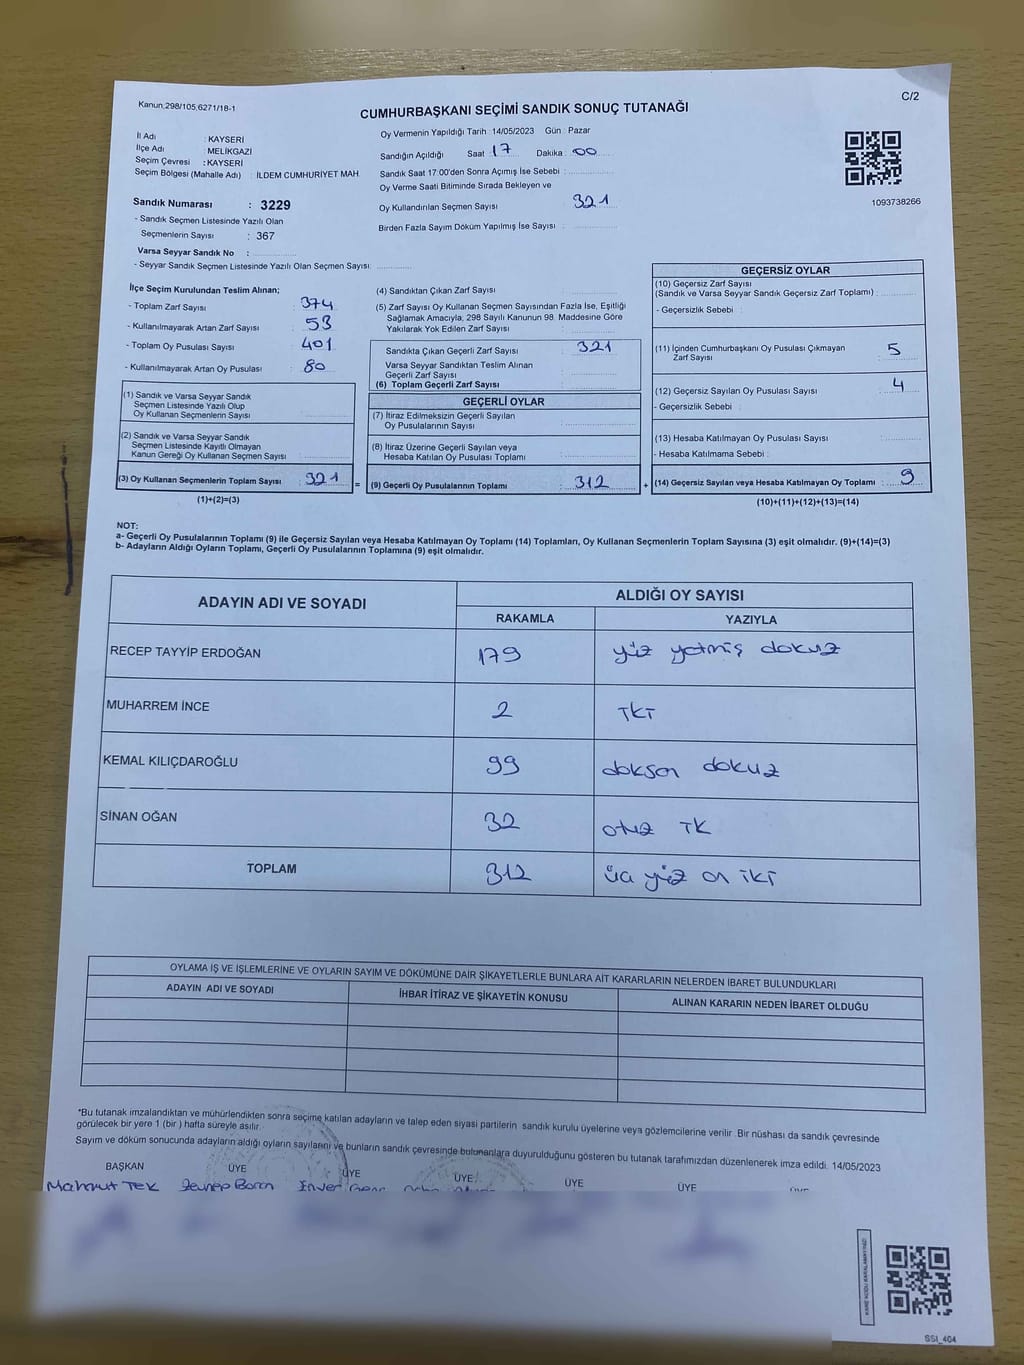 Kanun,298/105,6271/18-1
C/2
CUMHURBAŞKANI SEÇİMİ SANDIK SONUÇ TUTANAĞI
İl Adı : KAYSERİ
İlçe Adı : MELİKGAZİ
Seçim Çevresi : KAYSERİ
Seçim Bölgesi (Mahalle Adı) : İLDEM CUMHURİYET MAH.
Sandık Numarası : 3229
- Sandık Seçmen Listesinde Yazılı Olan
Seçmenlerin Sayısı : 367
Varsa Seyyar Sandık No :
- Seyyar Sandık Seçmen Listesinde Yazılı Olan Seçmen Sayısı:
Oy Vermenin Yapıldığı Tarih : 14/05/2023 Gün : Pazar
Sandığın Açıldığı Saat 17 Dakika 00
Sandık Saat 17:00'den Sonra Açımış İse Sebebi :
Oy Verme Saati Bitiminde Sırada Bekleyen ve
Oy Kullandırılan Seçmen Sayısı 321
Birden Fazla Sayım Döküm Yapılmış İse Sayısı :
1093738266
İlçe Seçim Kurulundan Teslim Alınan;
- Toplam Zarf Sayısı : 374
- Kullanılmayarak Artan Zarf Sayısı : 53
- Toplam Oy Pusulası Sayısı : 401
- Kullanılmayarak Artan Oy Pusulası : 80
(1) Sandık ve Varsa Seyyar Sandık
Seçmen Listesinde Yazılı Olup
Oy Kullanan Seçmenlerin Sayısı
(2) Sandık ve Varsa Seyyar Sandık
Seçmen Listesinde Kayıtlı Olmayan
Kanun Gereği Oy Kullanan Seçmen Sayısı :
(3) Oy Kullanan Seçmenlerin Toplam Sayısı : 321 =
(1)+(2)=(3)
(4) Sandıktan Çıkan Zarf Sayısı
(5) Zarf Sayısı Oy Kullanan Seçmen Sayısından Fazla İse, Eşitliği
Sağlamak Amacıyla, 298 Sayılı Kanunun 98. Maddesine Göre
Yakılarak Yok Edilen Zarf Sayısı :
Sandıkta Çıkan Geçerli Zarf Sayısı : 321
Varsa Seyyar Sandıktan Teslim Alınan
Geçerli Zarf Sayısı
(6) Toplam Geçerli Zarf Sayısı
GEÇERLİ OYLAR
(7) İtiraz Edilmeksizin Geçerli Sayılan
Oy Pusulalarının Sayısı
(8) İtiraz Üzerine Geçerli Sayılan veya
Hesaba Katılan Oy Pusulası Toplamı
(9) Geçerli Oy Pusulalarının Toplamı : 312 +
GEÇERSİZ OYLAR
(10) Geçersiz Zarf Sayısı
(Sandık ve Varsa Seyyar Sandık Geçersiz Zarf Toplamı) :
- Geçersizlik Sebebi :
(11) İçinden Cumhurbaşkanı Oy Pusulası Çıkmayan
Zarf Sayısı 5
(12) Geçersiz Sayılan Oy Pusulası Sayısı : 4
- Geçersizlik Sebebi :
(13) Hesaba Katılmayan Oy Pusulası Sayısı
- Hesaba Katılmama Sebebi :
(14) Geçersiz Sayılan veya Hesaba Katılmayan Oy Toplamı : 9
(10)+(11)+(12)+(13)=(14)
NOT:
a- Geçerli Oy Pusulalarının Toplamı (9) ile Geçersiz Sayılan veya Hesaba Katılmayan Oy Toplamı (14) Toplamları, Oy Kullanan Seçmenlerin Toplam Sayısına (3) eşit olmalıdır. (9)+(14)=(3)
b- Adayların Aldığı Oyların Toplamı, Geçerli Oy Pusulalarının Toplamına (9) eşit olmalıdır.
ADAYIN ADI VE SOYADI ALDIĞI OY SAYISI
RAKAMLA YAZIYLA
RECEP TAYYİP ERDOĞAN 179 yüz yetmiş dokuz
MUHARREM İNCE 2 İKİ
KEMAL KILIÇDAROĞLU 99 doksan dokuz
SİNAN OĞAN 32 otuz İK
TOPLAM 312 üç yüz on iki
OYLAMA İŞ VE İŞLEMLERİNE VE OYLARIN SAYIM VE DÖKÜMÜNE DAİR ŞİKAYETLERLE BUNLARA AİT KARARLARIN NELERDEN İBARET BULUNDUKLARI
ADAYIN ADI VE SOYADI İHBAR İTİRAZ VE ŞİKAYETİN KONUSU ALINAN KARARIN NEDEN İBARET OLDUĞU
*Bu tutanak imzalandıktan ve mühürlendikten sonra seçime katılan adayların ve talep eden siyasi partilerin sandık kurulu üyelerine veya gözlemcilerine verilir. Bir nüshası da sandık çevresinde
görülecek bir yere 1 (bir ) hafta süreyle asılır.
Sayım ve döküm sonucunda adayların aldığı oyların sayılarını ve bunların sandık çevresinde bulunanlara duyurulduğunu gösteren bu tutanak tarafımızdan düzenlenerek imza edildi. 14/05/2023
BAŞKAN ÜYE ÜYE ÜYE ÜYE ÜYE ÜYE
Mahmut TEK Zeynep Boran Enver
SSI_404